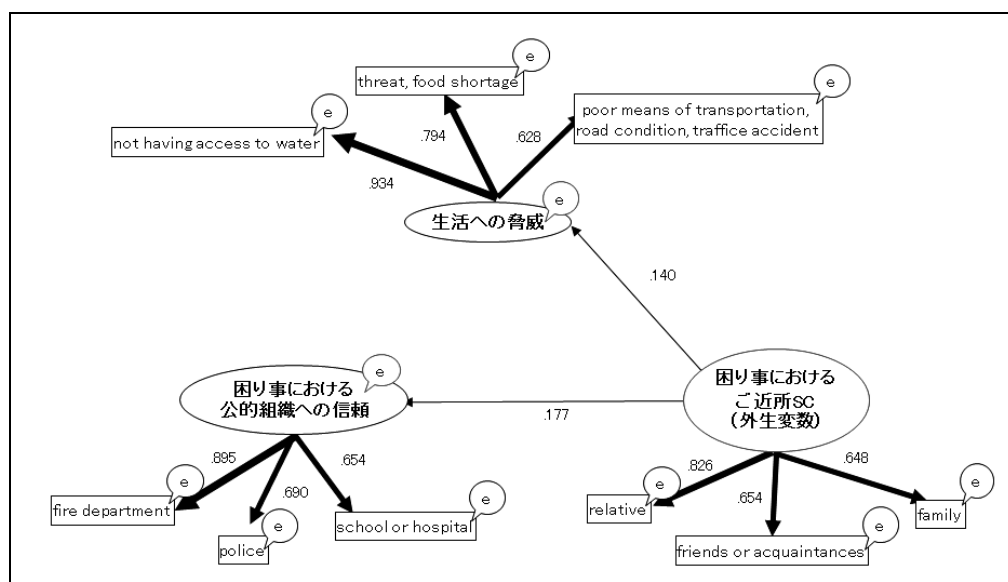 e
threat, food shortage
e
e
poor means of transportation,
road condition, traffice accident
not having access to water
.794
.628
.934
e
生活への脅威
.140
e
困り事における
公的組織への信頼
.177
困り事における
ご近所SC
（外生変数）
.895
.654
.690
e
fire department
e
school or hospital
e
police
.826
.648
.654
e
relative
e
family
e
friends or acquaintances